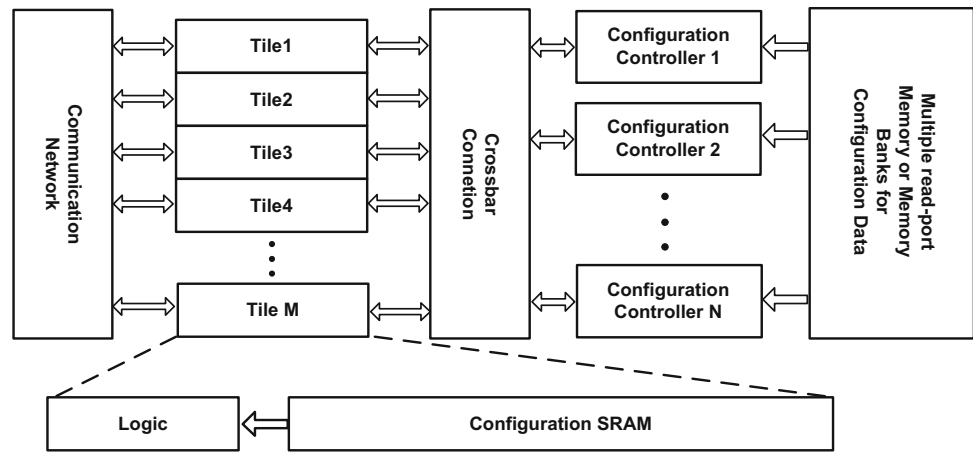 Communication
Network
Tile1
Tile2
Tile3
Tile4
Tile M
Crossbar
Connetion
Configuration
Controller 1
Configuration
Controller 2
Configuration
Controller N
Multiple read-port
Memory or Memory
Banks for
Configuration Data
Logic
Configuration SRAM